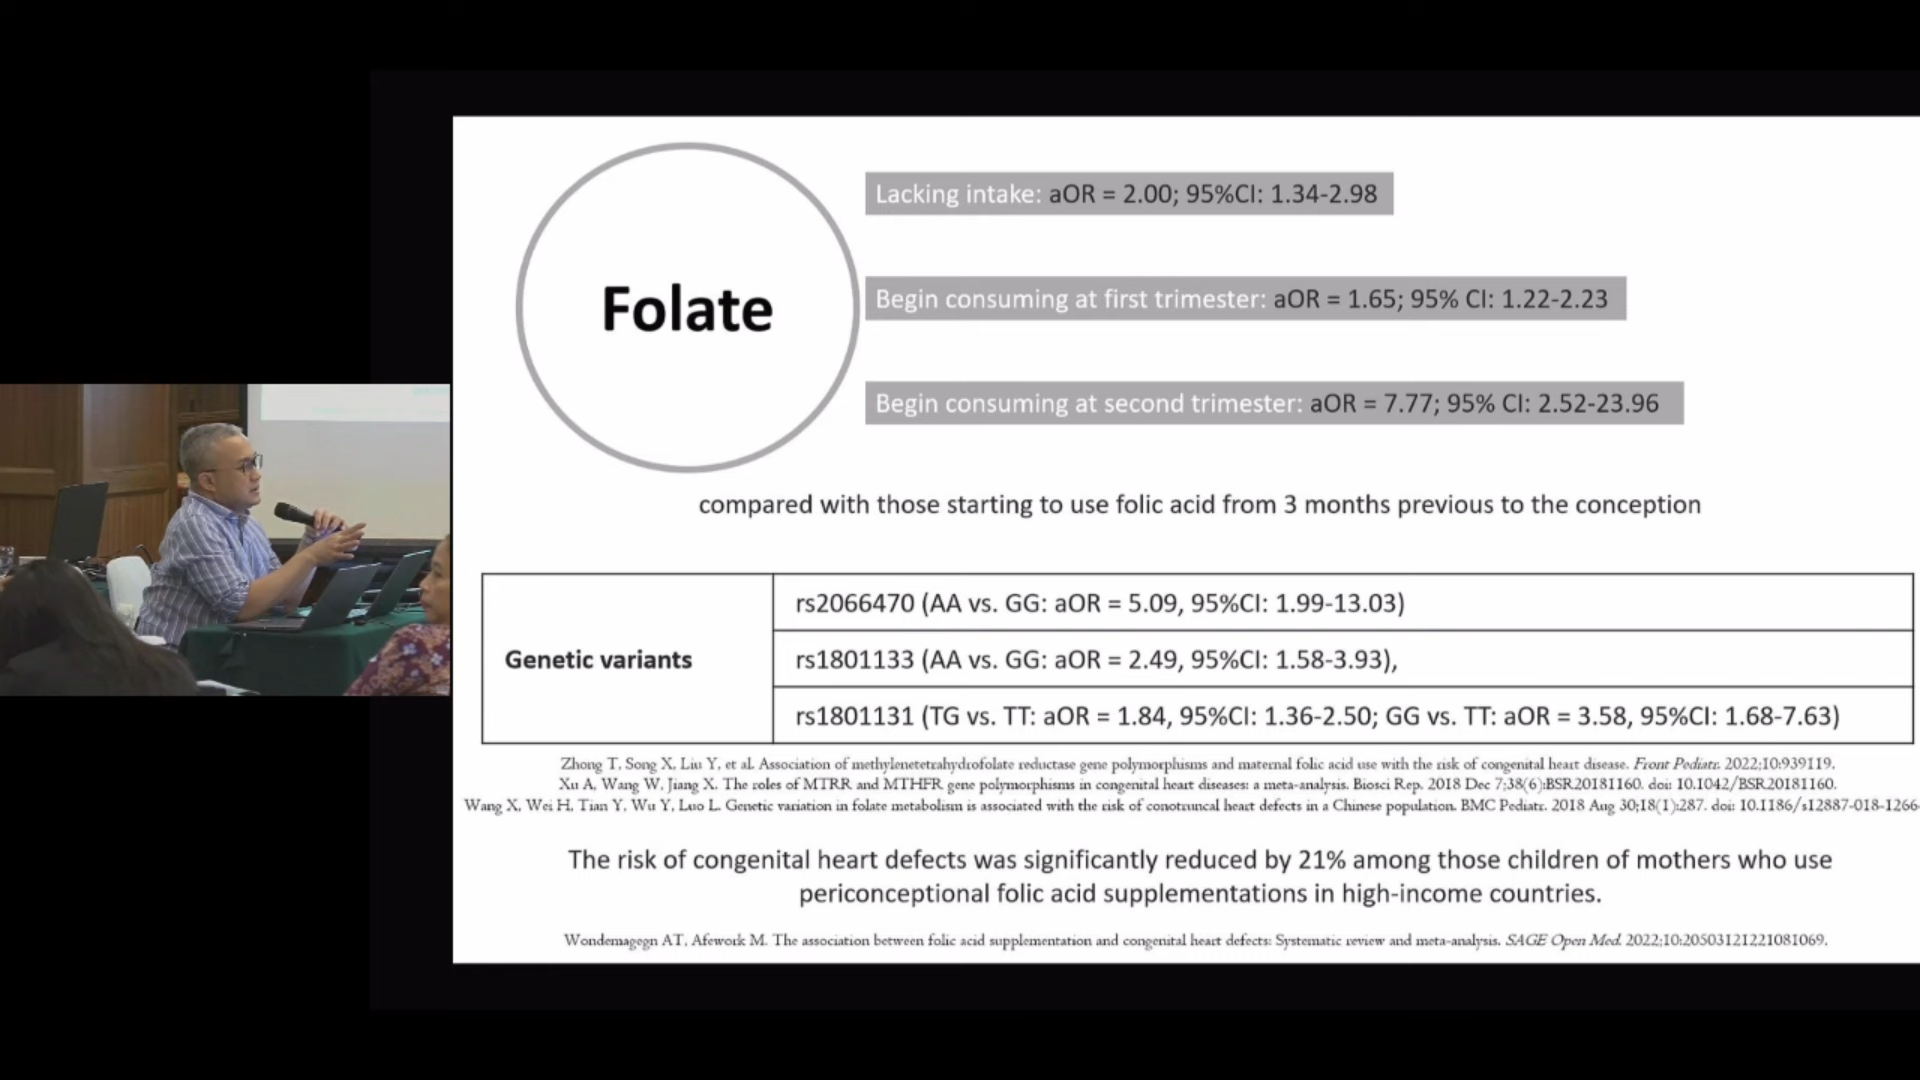 Folate
Lacking intake: aOR = 2.00; 95%CI: 1.34-2.98
Begin consuming at first trimester: aOR = 1.65; 95% CI: 1.22-2.23
Begin consuming at second trimester: aOR = 7.77; 95% CI: 2.52-23.96
compared with those starting to use folic acid from 3 months previous to the conception
Genetic variants
rs2066470 (AA vs. GG: aOR = 5.09, 95%CI: 1.99-13.03)
rs1801133 (AA vs. GG: aOR = 2.49, 95%CI: 1.58-3.93),
rs1801131 (TG vs. TT: aOR = 1.84, 95%CI: 1.36-2.50; GG vs. TT: aOR = 3.58, 95%CI: 1.68-7.63)
Zhong T, Song X, Liu Y, et al. Association of methylenetetrahydrofolate reductase gene polymorphisms and maternal folic acid use with the risk of congenital heart disease. Front Pediatr. 2022;10:939119.
Xu A, Wang W, Jiang X. The roles of MTRR and MTHFR gene polymorphisms in congenital heart diseases: a meta-analysis. Biosci Rep. 2018 Dec 7;38(6):BSR20181160. doi: 10.1042/BSR20181160.
Wang X, Wei H, Tian Y, Wu Y, Luo L. Genetic variation in folate metabolism is associated with the risk of conotruncal heart defects in a Chinese population. BMC Pediatr. 2018 Aug 30;18(1):287. doi: 10.1186/s12887-018-1266-
The risk of congenital heart defects was significantly reduced by 21% among those children of mothers who use
periconceptional folic acid supplementations in high-income countries.
Wondemagegn AT, Afework M. The association between folic acid supplementation and congenital heart defects: Systematic review and meta-analysis. SAGE Open Med. 2022;10:20503121221081069.